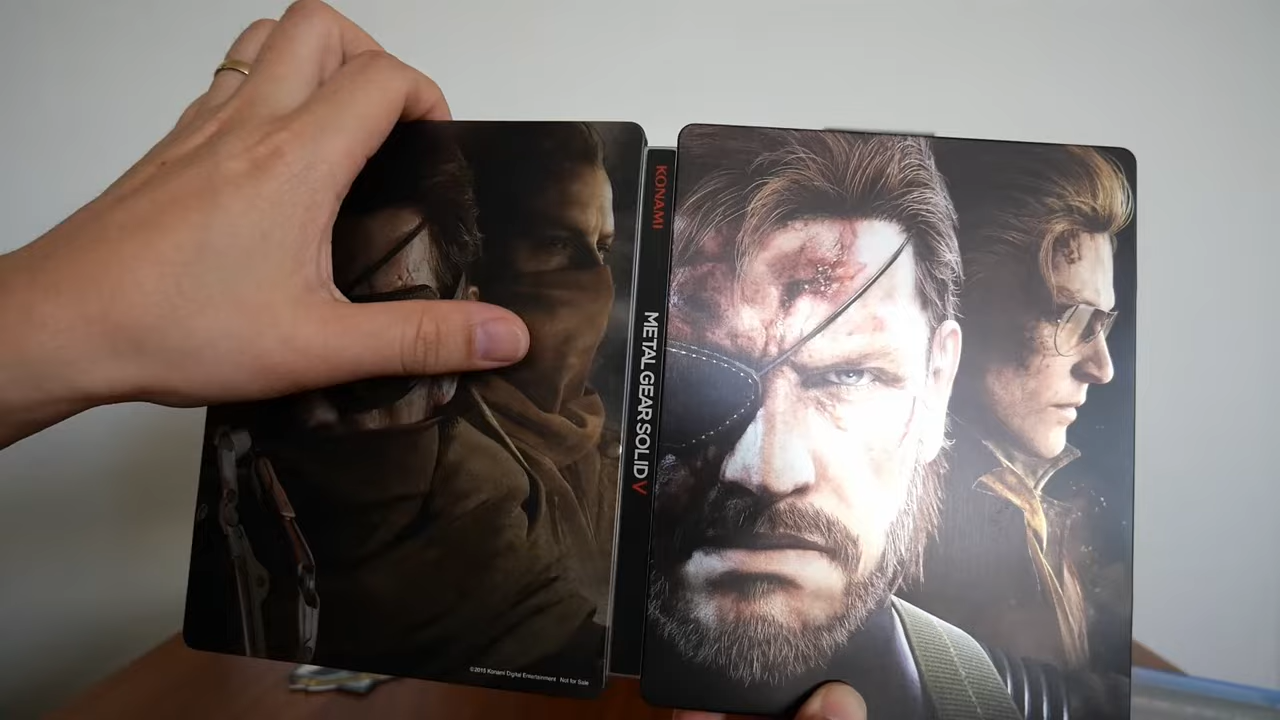 KONAMI
METAL GEAR SOLID V
©2015 Konami Digital Entertainment Not for Sale